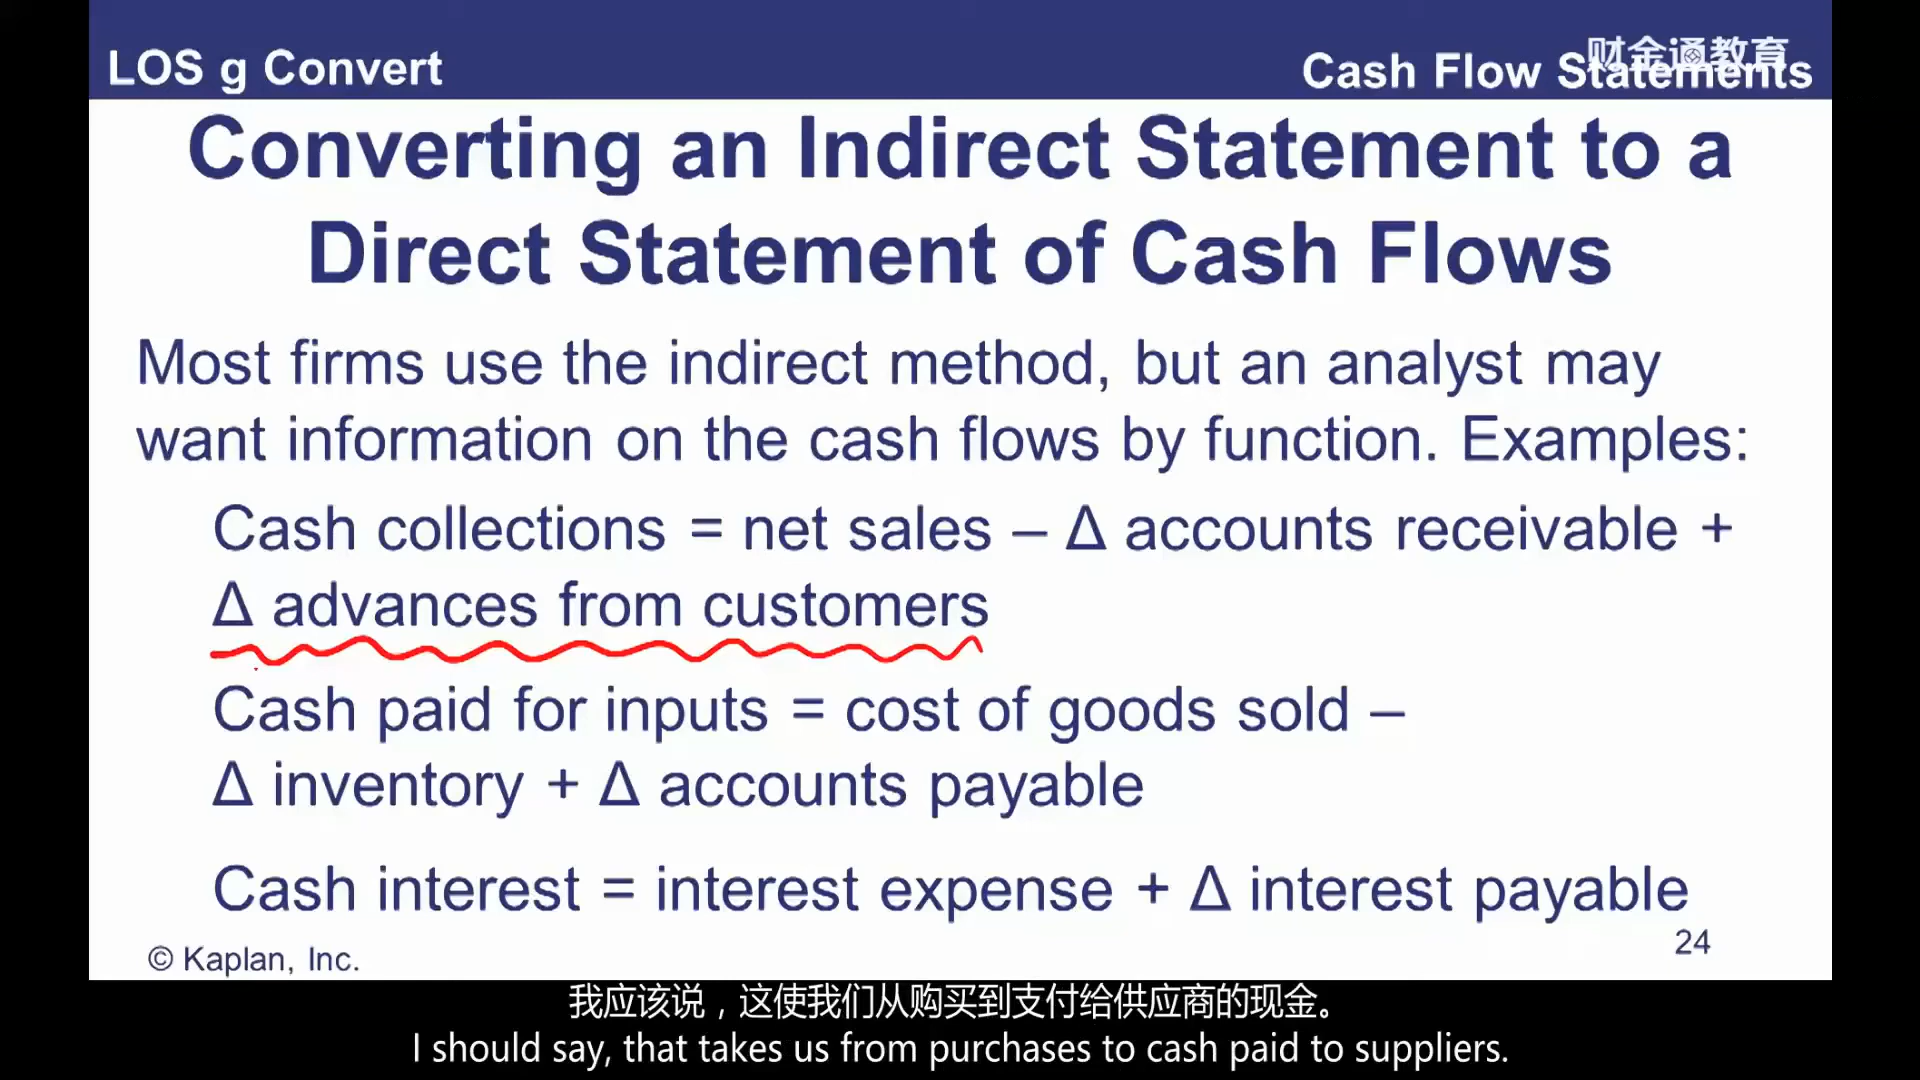 LOS g Convert
Cash Flow Statements
财金通教育
Converting an Indirect Statement to a
Direct Statement of Cash Flows
Most firms use the indirect method, but an analyst may
want information on the cash flows by function. Examples:
Cash collections = net sales – Δ accounts receivable +
Δ advances from customers
Cash paid for inputs = cost of goods sold –
Δ inventory + Δ accounts payable
Cash interest = interest expense + Δ interest payable
24
© Kaplan, Inc.
我应该说，这使我们从购买到支付给供应商的现金。
I should say, that takes us from purchases to cash paid to suppliers.